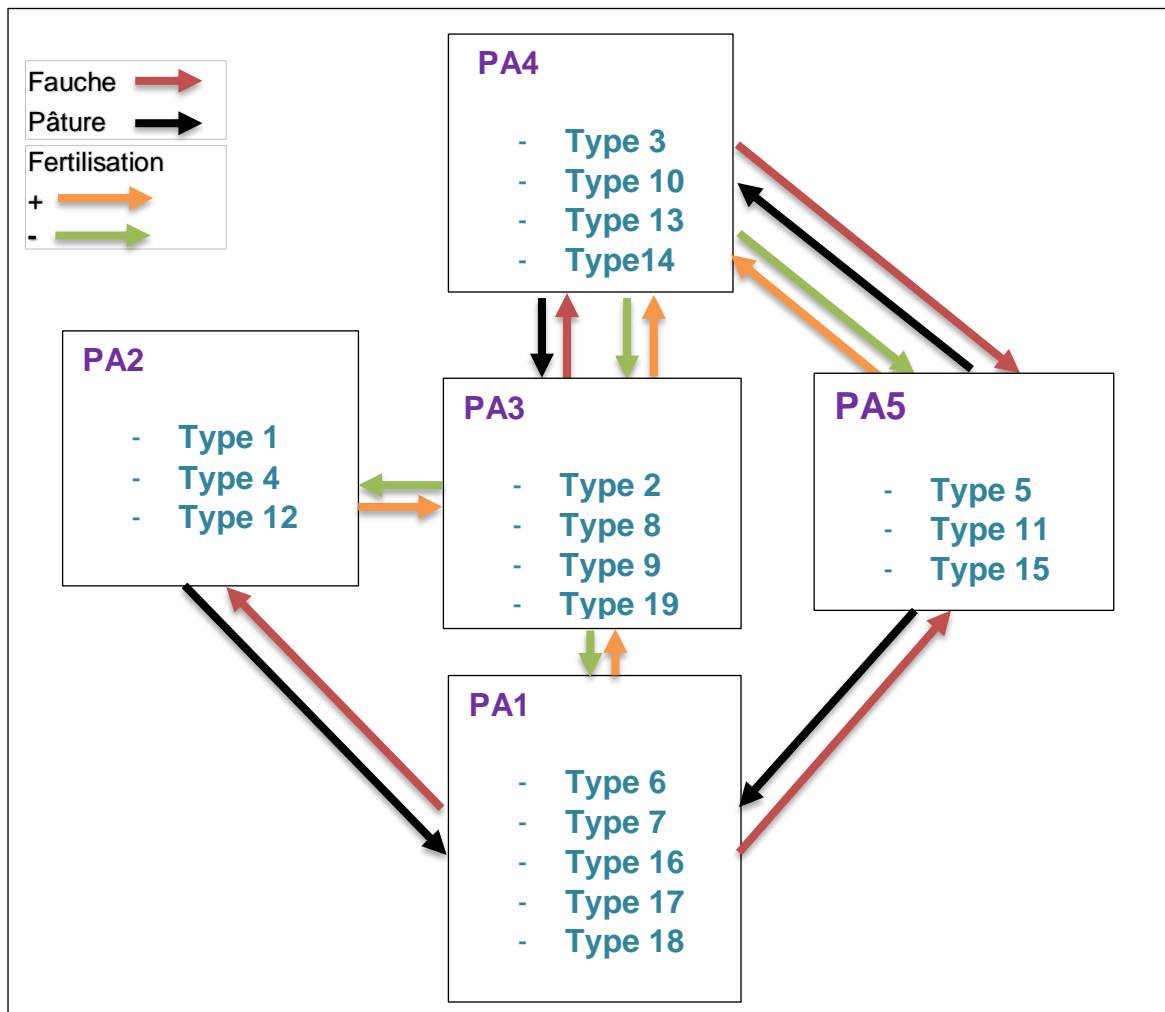 Fauche
Pâture
Fertilisation
+
-
PA4
- Type 3
- Type 10
- Type 13
- Type14
PA2
- Type 1
- Type 4
- Type 12
PA3
- Type 2
- Type 8
- Type 9
- Type 19
PA5
- Type 5
- Type 11
- Type 15
PA1
- Type 6
- Type 7
- Type 16
- Type 17
- Type 18